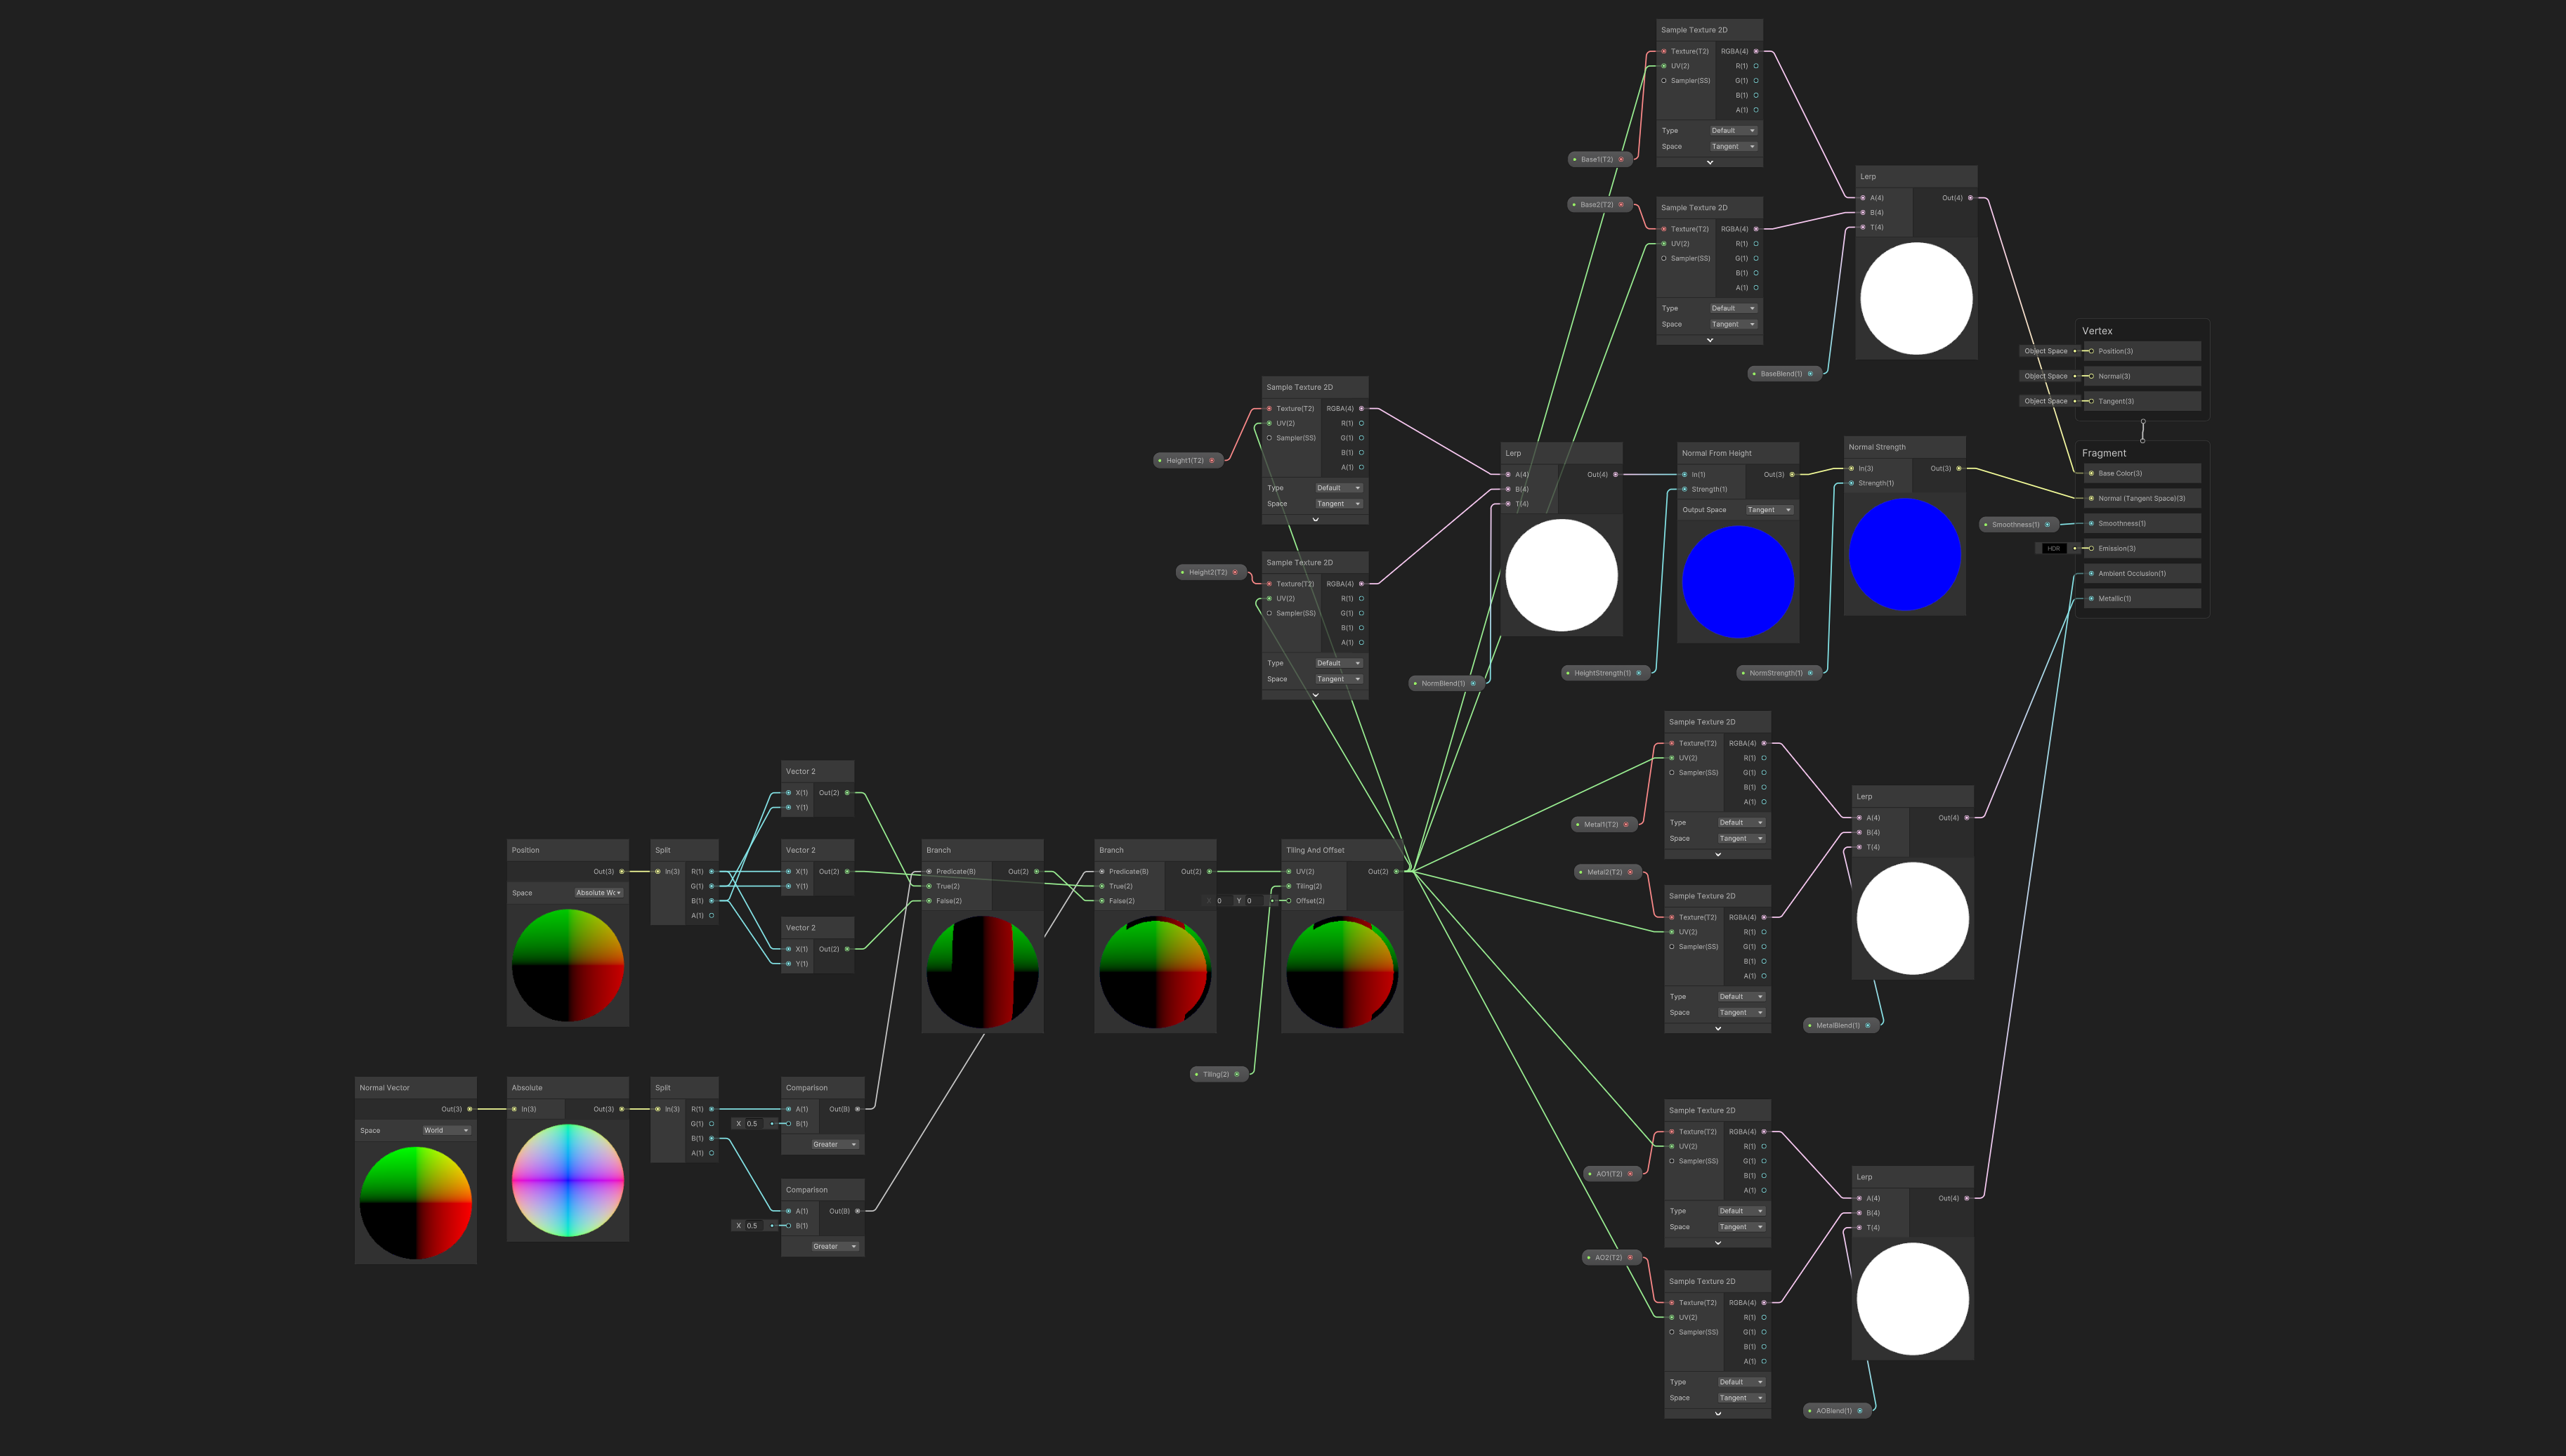 Sample Texture 2D
Texture(T2) RGBA(4)
UV(2) R(1)
Sampler(SS) G(1)
B(1)
A(1)
Type Default
Space Tangent
Base1(T2)
Base2(T2)
Sample Texture 2D
Texture(T2) RGBA(4)
UV(2) R(1)
Sampler(SS) G(1)
B(1)
A(1)
Type Default
Space Tangent
Lerp
A(4) Out(4)
B(4)
T(4)
BaseBlend(1)
Vertex
Object Space Position(3)
Object Space Normal(3)
Object Space Tangent(3)
Fragment
Base Color(3)
Normal (Tangent Space)(3)
Smoothness(1) Smoothness(1)
HDR Emission(3)
Ambient Occlusion(1)
Metallic(1)
Sample Texture 2D
Texture(T2) RGBA(4)
UV(2) R(1)
Sampler(SS) G(1)
B(1)
A(1)
Type Default
Space Tangent
Height1(T2)
Height2(T2)
Sample Texture 2D
Texture(T2) RGBA(4)
UV(2) R(1)
Sampler(SS) G(1)
B(1)
A(1)
Type Default
Space Tangent
Lerp
A(4) Out(4)
B(4)
T(4)
NormBlend(1)
Normal From Height
In(1) Out(3)
Strength(1)
Output Space Tangent
HeightStrength(1)
Normal Strength
In(3) Out(3)
Strength(1)
NormStrength(1)
Sample Texture 2D
Texture(T2) RGBA(4)
UV(2) R(1)
Sampler(SS) G(1)
B(1)
A(1)
Type Default
Space Tangent
Metal1(T2)
Metal2(T2)
Sample Texture 2D
Texture(T2) RGBA(4)
UV(2) R(1)
Sampler(SS) G(1)
B(1)
A(1)
Type Default
Space Tangent
Lerp
A(4) Out(4)
B(4)
T(4)
MetalBlend(1)
Position
Out(3)
Space Absolute Wo
Split
In(3) R(1)
G(1)
B(1)
A(1)
Vector 2
X(1) Out(2)
Y(1)
Vector 2
X(1) Out(2)
Y(1)
Vector 2
X(1) Out(2)
Y(1)
Branch
Predicate(B) Out(2)
True(2)
False(2)
Branch
Predicate(B) Out(2)
True(2)
False(2)
Tiling And Offset
UV(2) Out(2)
Tiling(2)
X 0 Y 0 Offset(2)
Tiling(2)
Normal Vector
Out(3)
Space World
Absolute
In(3) Out(3)
Split
In(3) R(1)
G(1)
B(1)
A(1)
Comparison
A(1) Out(B)
X 0.5 B(1)
Greater
Comparison
A(1) Out(B)
X 0.5 B(1)
Greater
Sample Texture 2D
Texture(T2) RGBA(4)
UV(2) R(1)
Sampler(SS) G(1)
B(1)
A(1)
Type Default
Space Tangent
AO1(T2)
AO2(T2)
Sample Texture 2D
Texture(T2) RGBA(4)
UV(2) R(1)
Sampler(SS) G(1)
B(1)
A(1)
Type Default
Space Tangent
Lerp
A(4) Out(4)
B(4)
T(4)
AOBlend(1)